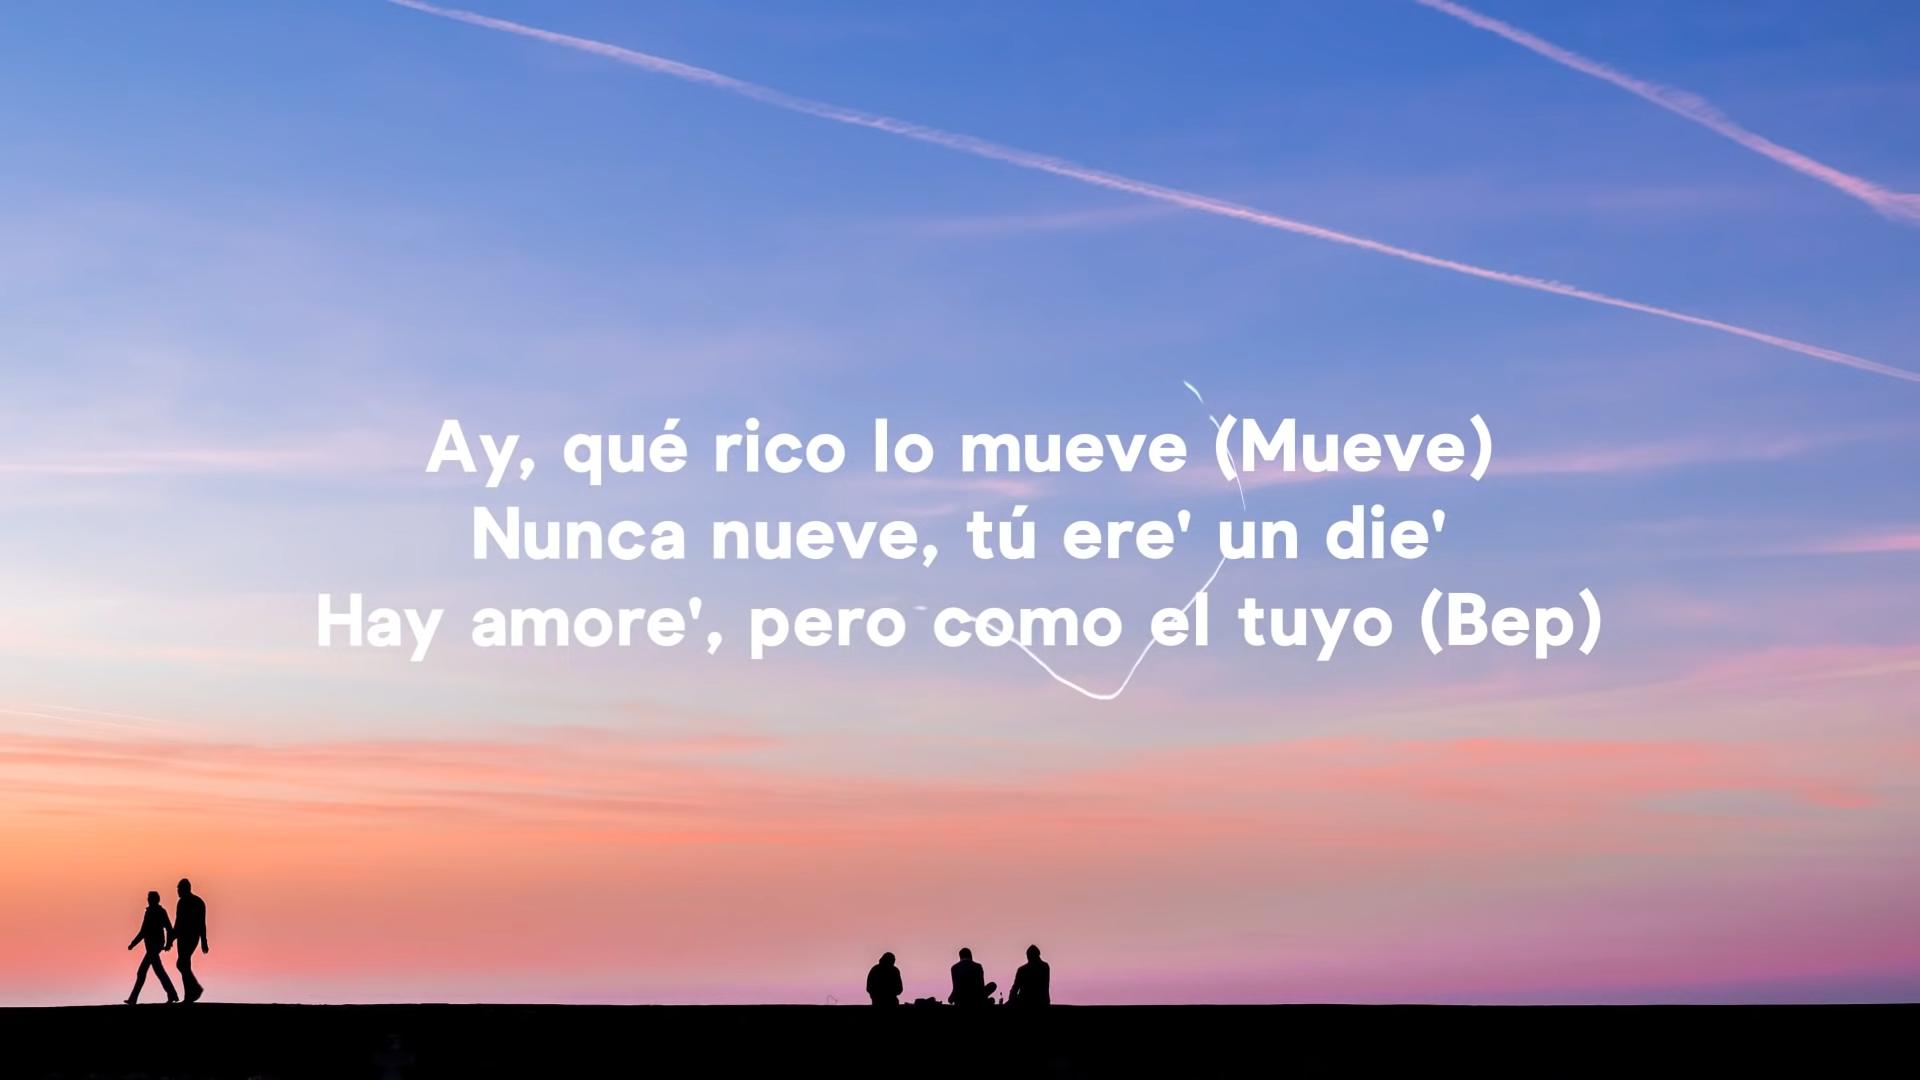 Ay, qué rico lo mueve (Mueve)
Nunca nueve, tú ere' un die'
Hay amore', pero como el tuyo (Bep)